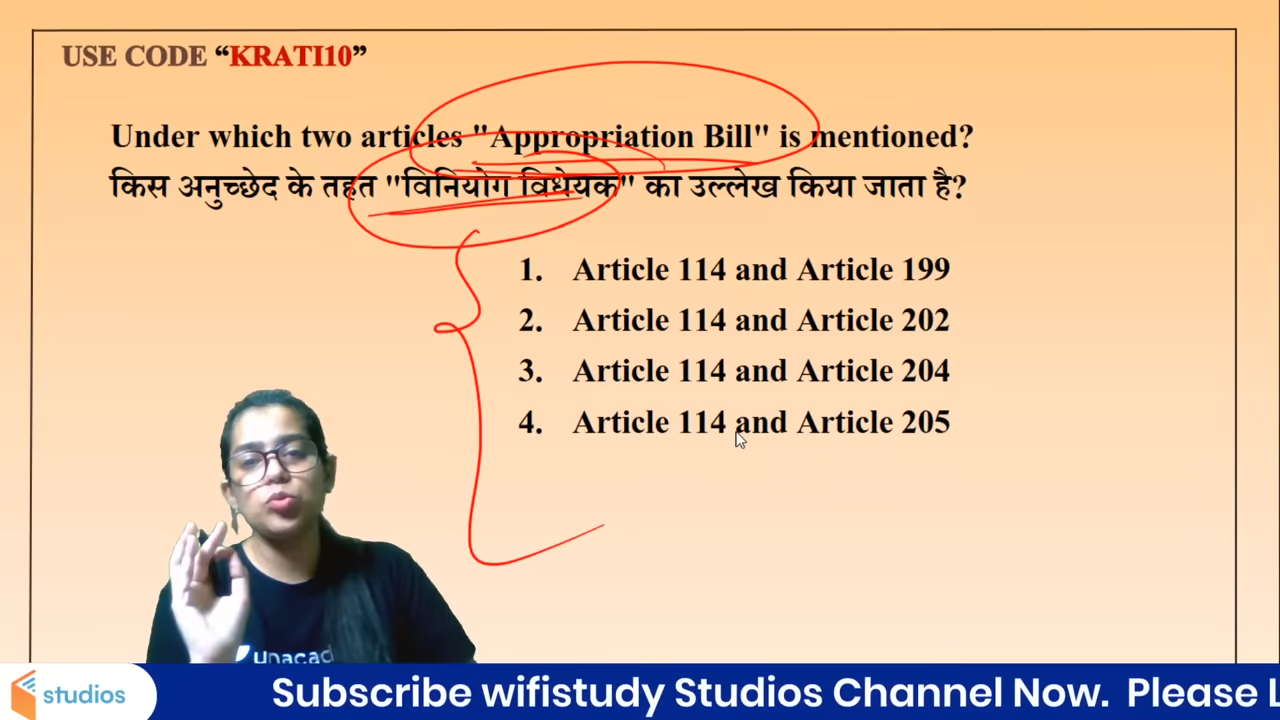 USE CODE “KRATI10”
Under which two articles "Appropriation Bill" is mentioned?
किस अनुच्छेद के तहत "विनियोग विधेयक" का उल्लेख किया जाता है?
1. Article 114 and Article 199
2. Article 114 and Article 202
3. Article 114 and Article 204
4. Article 114 and Article 205
unacad
studios
Subscribe wifistudy Studios Channel Now. Please L